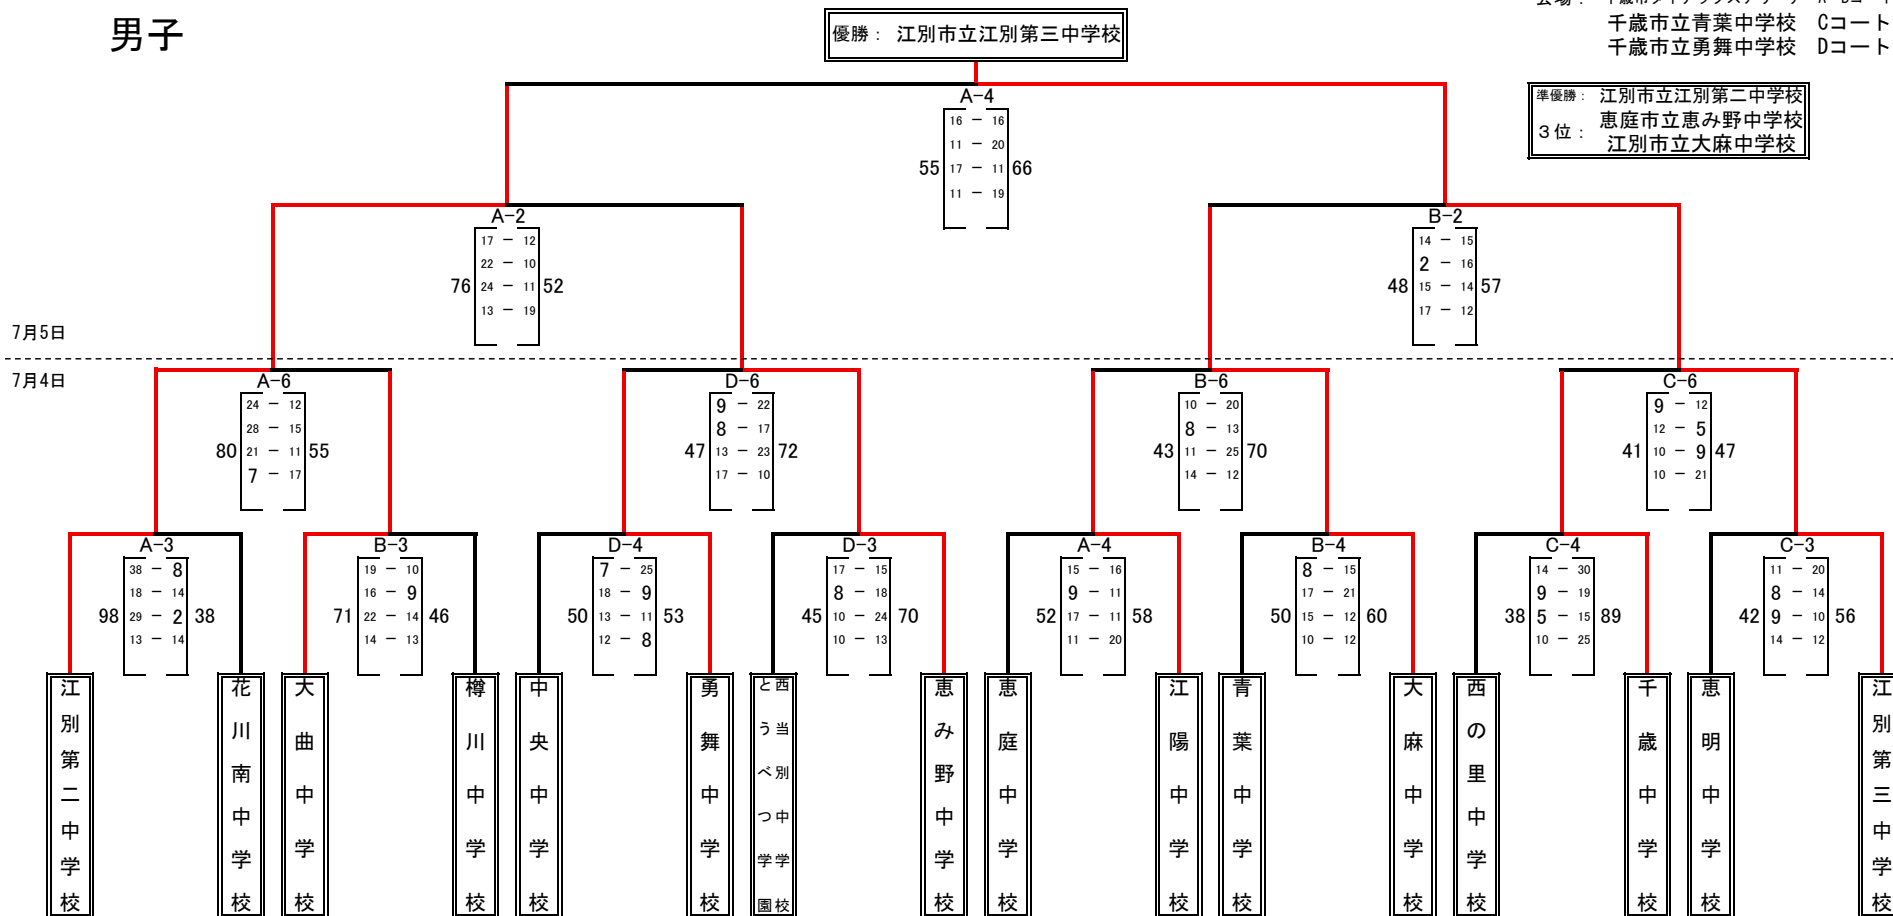 男子
優勝： 江別市立江別第三中学校
千歳市立青葉中学校 Cコート
千歳市立勇舞中学校 Dコート
準優勝： 江別市立江別第二中学校
3位： 恵庭市立恵み野中学校
江別市立大麻中学校
A-4
16 － 16
11 － 20
55 17 － 11 66
11 － 19
A-2
17 － 12
22 － 10
76 24 － 11 52
13 － 19
B-2
14 － 15
2 － 16
48 15 － 14 57
17 － 12
7月5日
7月4日
A-6
24 － 12
28 － 15
80 21 － 11 55
7 － 17
D-6
9 － 22
8 － 17
47 13 － 23 72
17 － 10
B-6
10 － 20
8 － 13
43 11 － 25 70
14 － 12
C-6
9 － 12
12 － 5
41 10 － 9 47
10 － 21
A-3
38 － 8
18 － 14
98 29 － 2 38
13 － 14
B-3
19 － 10
16 － 9
71 22 － 14 46
14 － 13
D-4
7 － 25
18 － 9
50 13 － 11 53
12 － 8
D-3
17 － 15
8 － 18
45 10 － 24 70
10 － 13
A-4
15 － 16
9 － 11
52 17 － 11 58
11 － 20
B-4
8 － 15
17 － 21
50 15 － 12 60
10 － 12
C-4
14 － 30
9 － 19
38 5 － 15 89
10 － 25
C-3
11 － 20
8 － 14
42 9 － 10 56
14 － 12
江別第二中学校
花川南中学校
大曲中学校
樽川中学校
中央中学校
勇舞中学校
西当別中学校
とうべつ学園
恵み野中学校
恵庭中学校
江陽中学校
青葉中学校
大麻中学校
西の里中学校
千歳中学校
恵明中学校
江別第三中学校